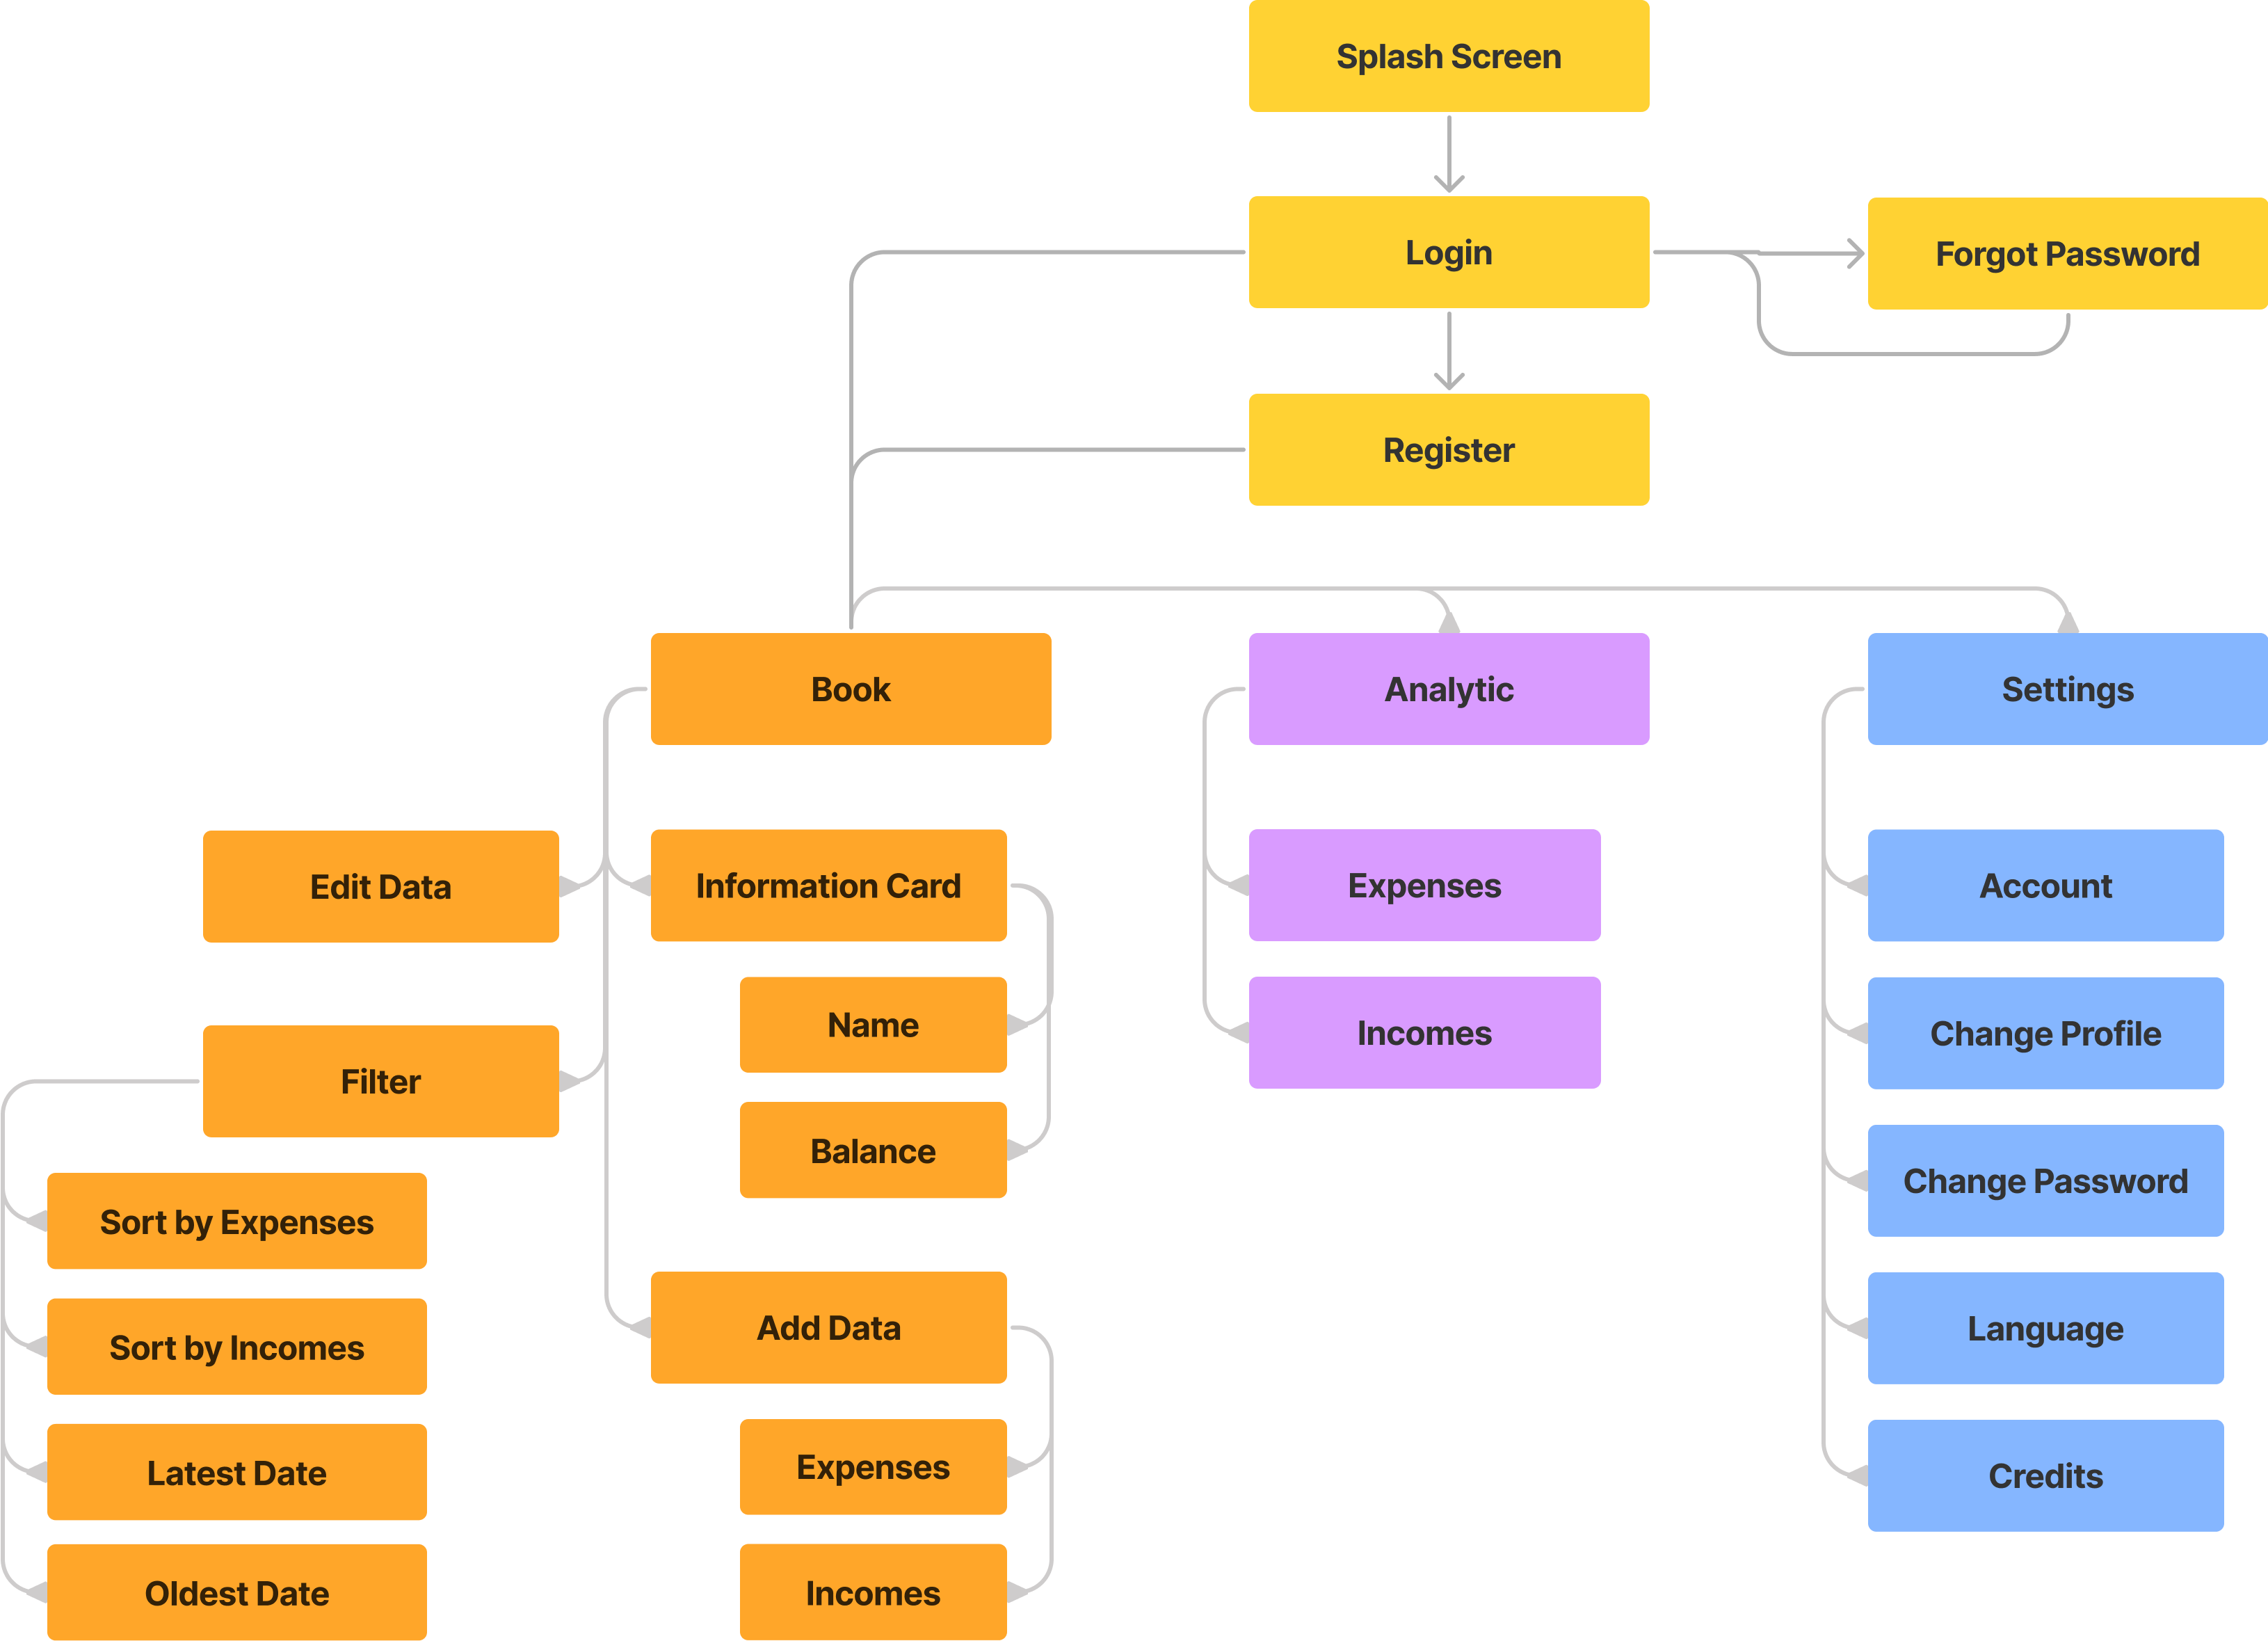 Splash Screen
Login
Forgot Password
Register
Book
Analytic
Settings
Edit Data
Information Card
Expenses
Account
Name
Incomes
Change Profile
Filter
Balance
Change Password
Sort by Expenses
Add Data
Language
Sort by Incomes
Expenses
Latest Date
Credits
Incomes
Oldest Date